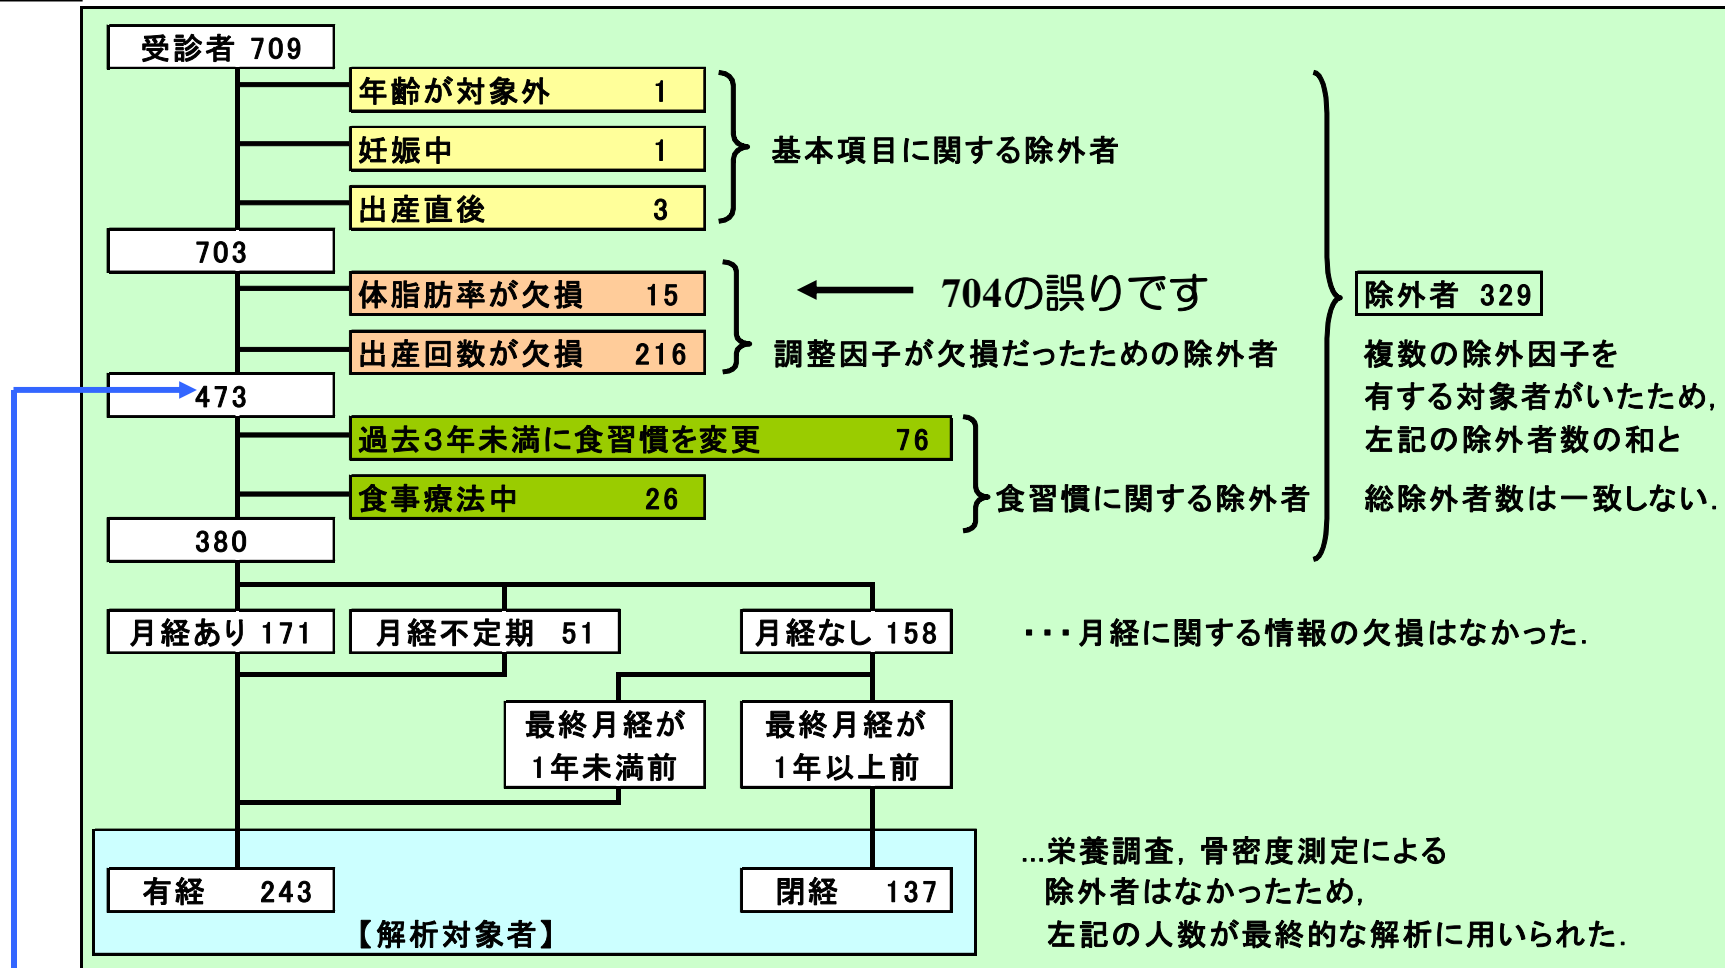 受診者 709
年齢が対象外 1
妊娠中 1
出産直後 3
基本項目に関する除外者
703
体脂肪率が欠損 15
704の誤りです
出産回数が欠損 216
調整因子が欠損だったための除外者
473
過去3年未満に食習慣を変更 76
食事療法中 26
食習慣に関する除外者
380
除外者 329
複数の除外因子を
有する対象者がいたため,
左記の除外者数の和と
総除外者数は一致しない.
月経あり 171
月経不定期 51
月経なし 158
・・・月経に関する情報の欠損はなかった.
最終月経が
1年未満前
最終月経が
1年以上前
有経 243
閉経 137
【解析対象者】
...栄養調査, 骨密度測定による
除外者はなかったため,
左記の人数が最終的な解析に用いられた.